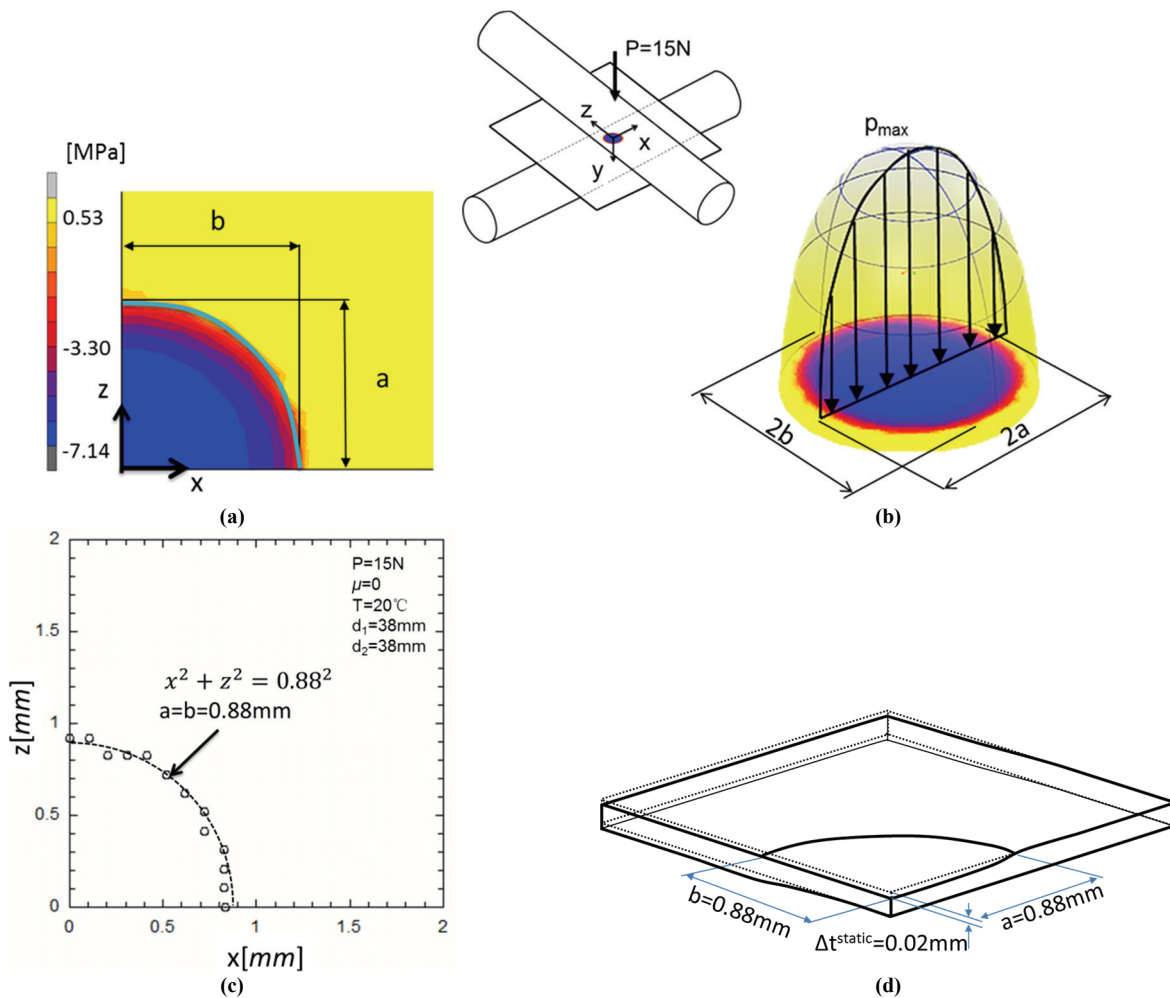 [MPa]
0.53
-3.30
-7.14
b
a
z
x
(a)
P=15N
z
x
y
pmax
2b
2a
(b)
2
1.5
1
0.5
0
z[mm]
P=15N
μ=0
T=20℃
d1=38mm
d2=38mm
x² + z² = 0.88²
a=b=0.88mm
0 0.5 1 1.5 2
x[mm]
(c)
b=0.88mm
a=0.88mm
Δtstatic=0.02mm
(d)